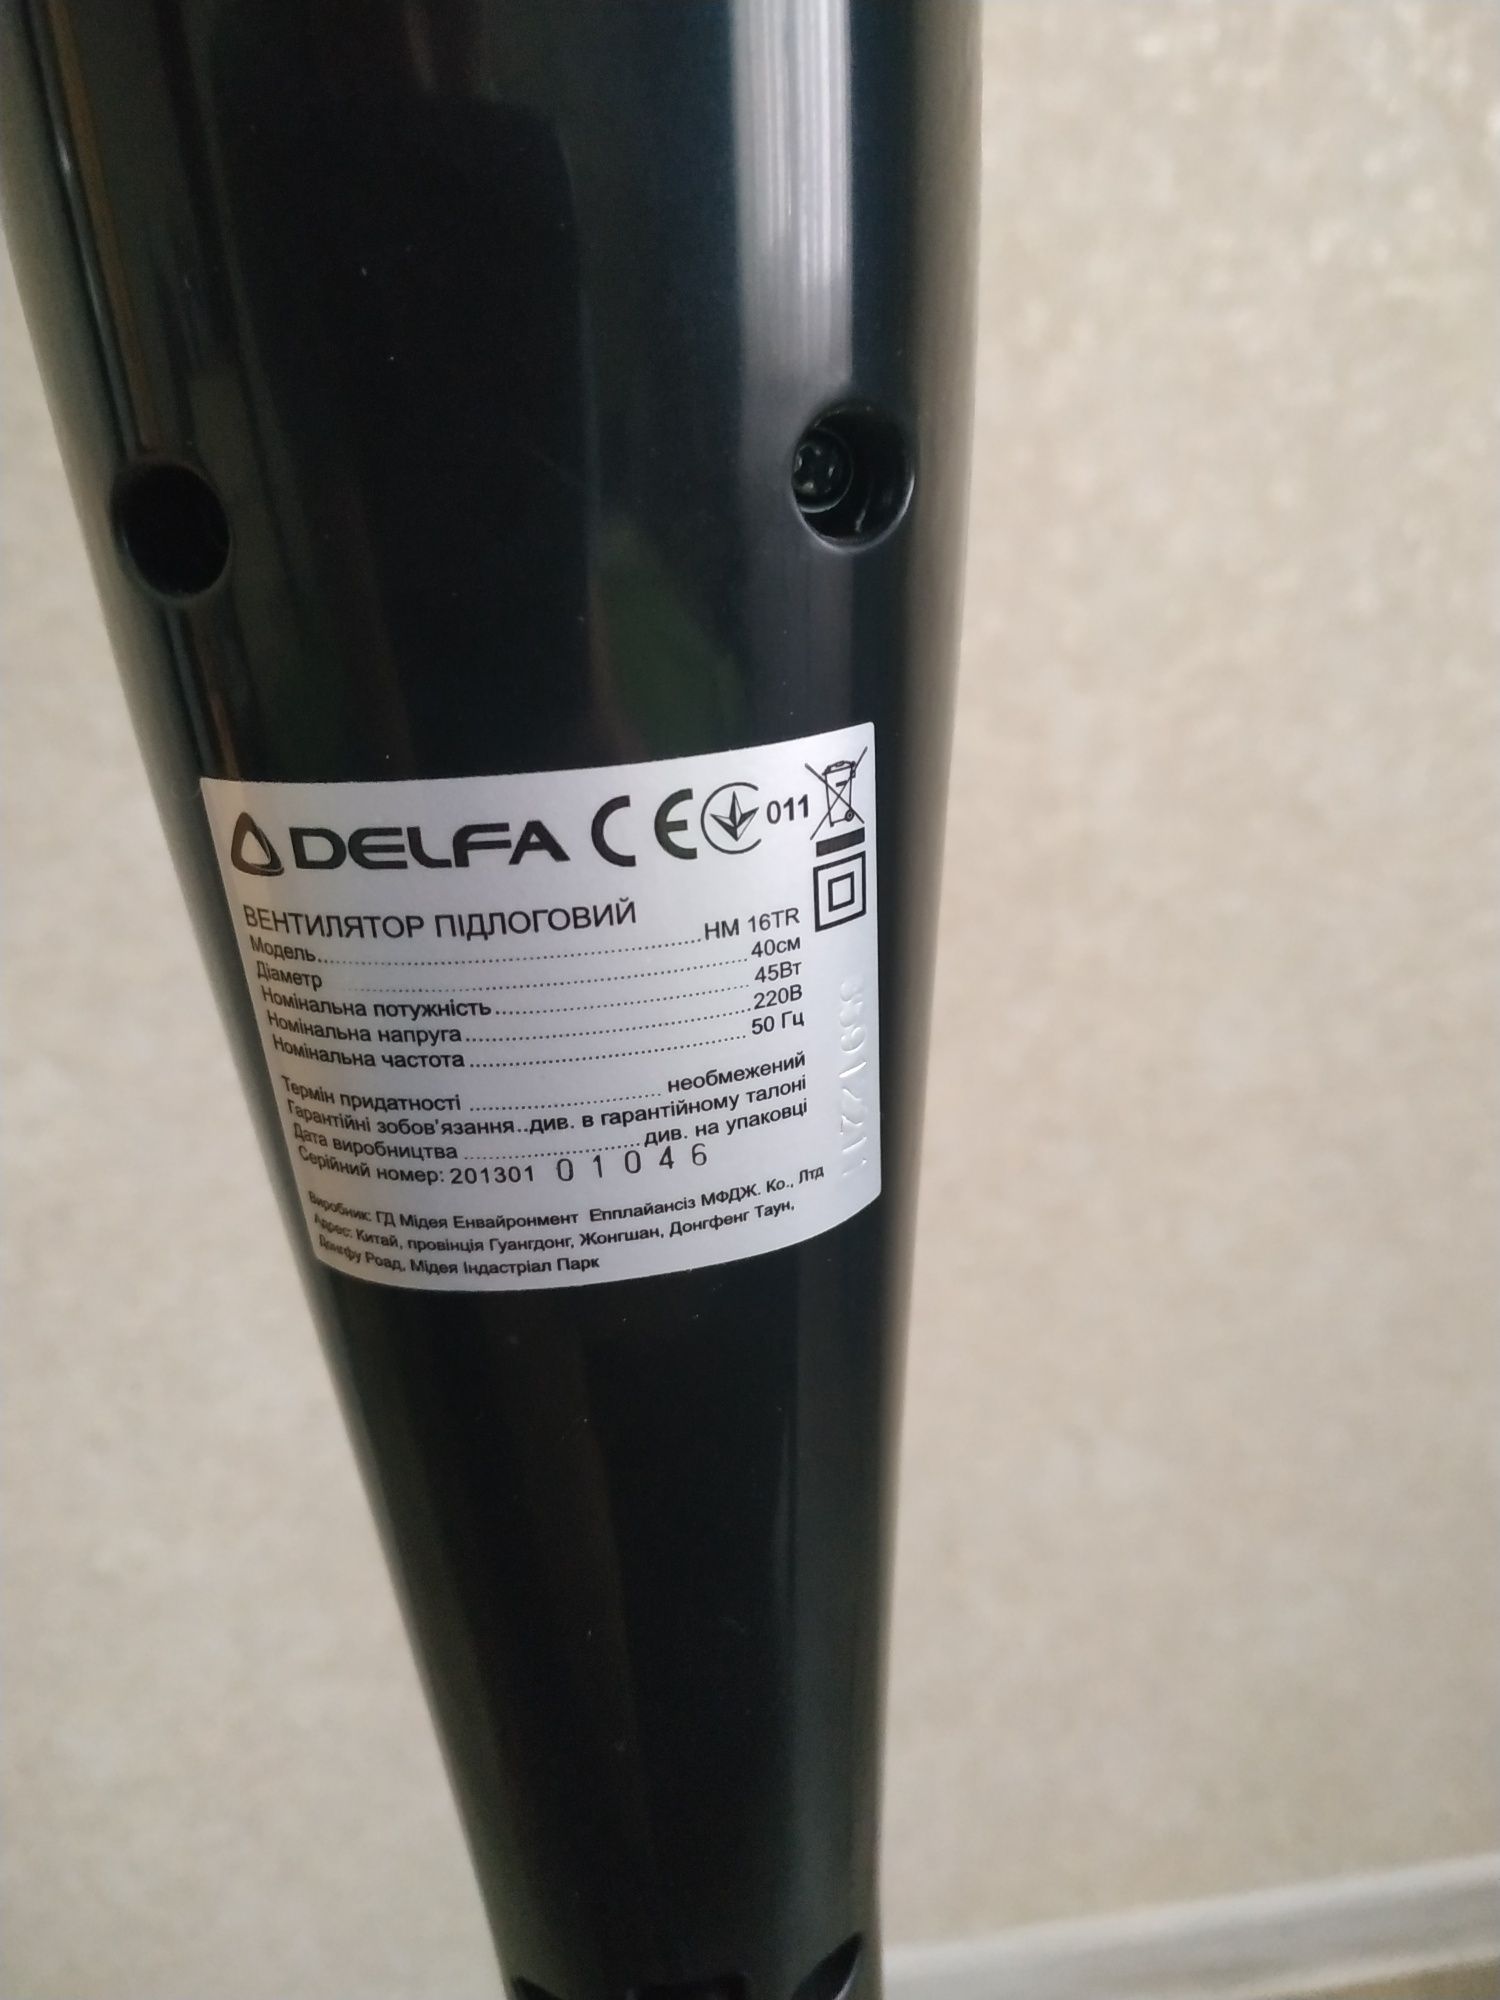 DELFA CE 011
ВЕНТИЛЯТОР ПІДЛОГОВИЙ
Модель....................HM 16TR
Діаметр ....................40см
Номінальна потужність....................45Вт
Номінальна напруга....................220В
Номінальна частота....................50 Гц
Термін придатності ....................необмежений
Гарантійні зобов'язання..див. в гарантійному талоні
Дата виробництва ....................див. на упаковці
Серійний номер: 201301 01046
Виробник: ГД Мідея Енвайронмент Епплайансіз МФДЖ. Ко., Лтд
Адрес: Китай, провінція Гуангдонг, Жонгшан, Донгфенг Таун,
Донгфу Роад, Мідея Індастріал Парк